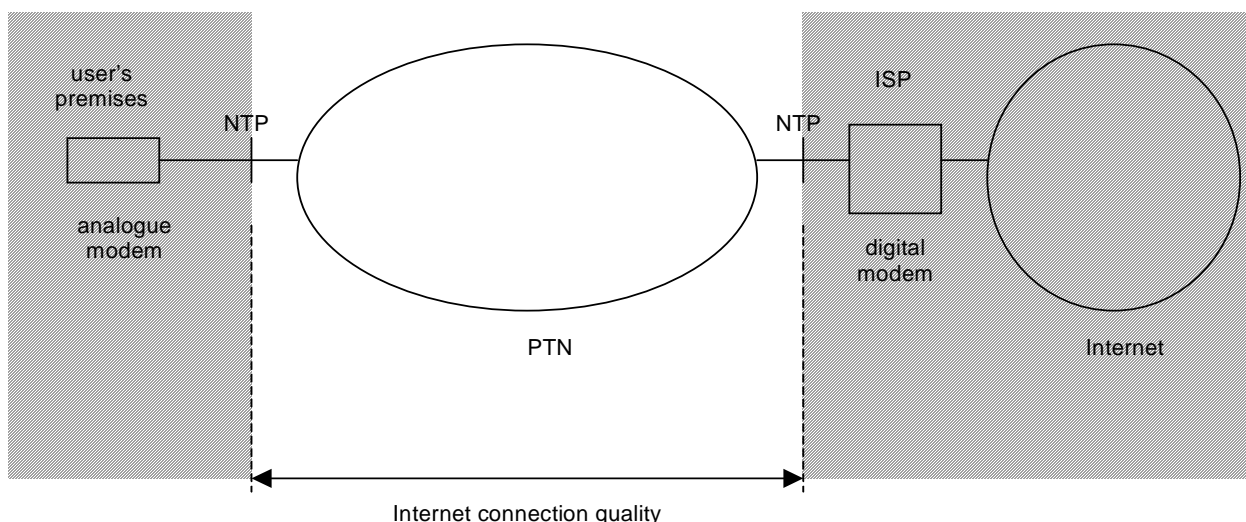 user's
premises
NTP
NTP
ISP
analogue
modem
digital
modem
PTN
Internet
Internet connection quality